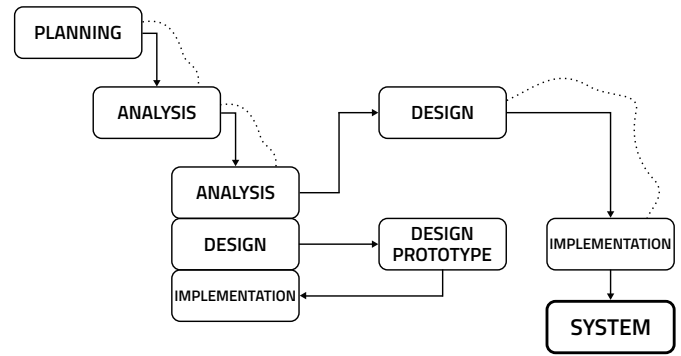 PLANNING
ANALYSIS
DESIGN
ANALYSIS
DESIGN
DESIGN
PROTOTYPE
IMPLEMENTATION
IMPLEMENTATION
SYSTEM